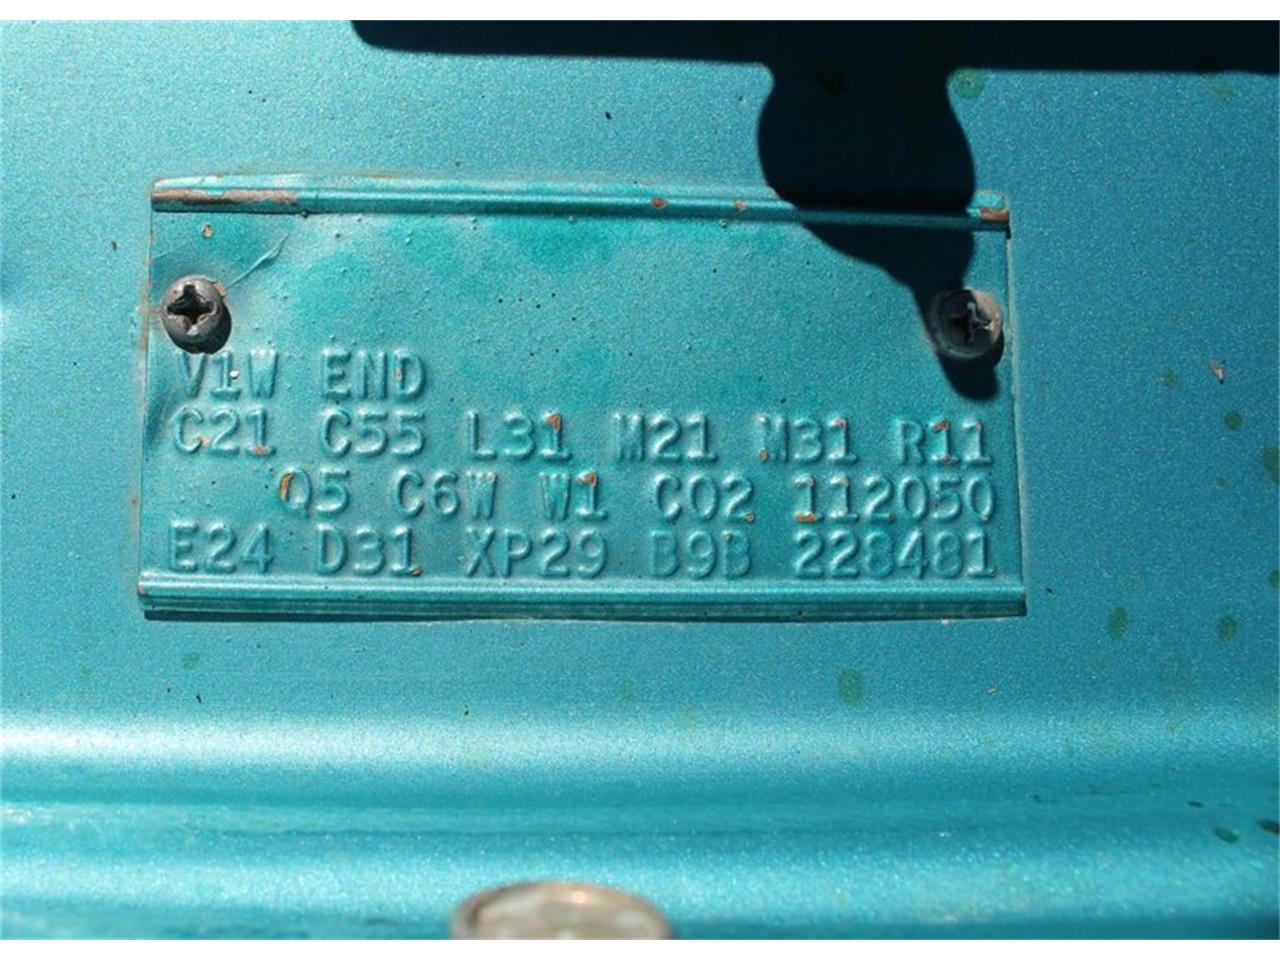 V1W END
C21 C55 L31 M21 M31 R11
Q5 C6W W1 C02 112050
E24 D31 XP29 B9B 228481